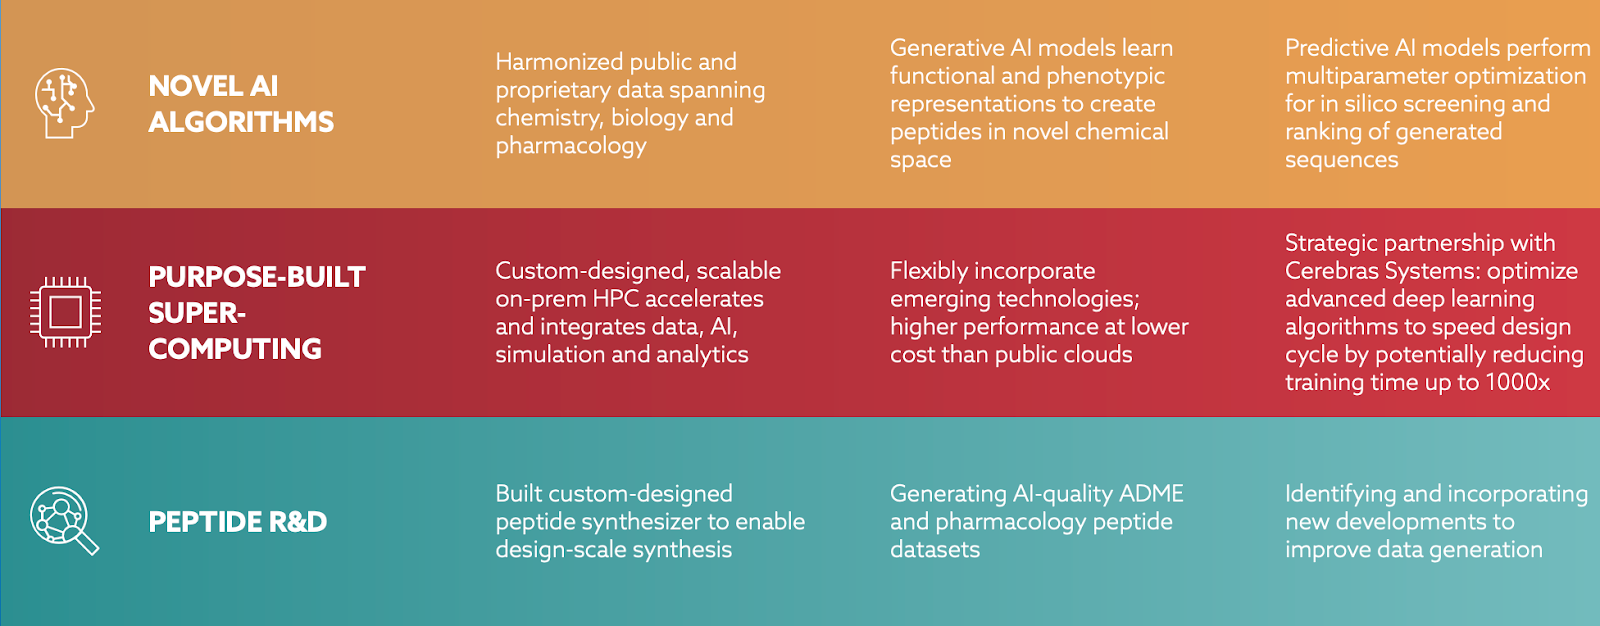 NOVEL AI
ALGORITHMS
Harmonized public and
proprietary data spanning
chemistry, biology and
pharmacology
Generative AI models learn
functional and phenotypic
representations to create
peptides in novel chemical
space
Predictive AI models perform
multiparameter optimization
for in silico screening and
ranking of generated
sequences
PURPOSE-BUILT
SUPER-
COMPUTING
Custom-designed, scalable
on-prem HPC accelerates
and integrates data, AI,
simulation and analytics
Flexibly incorporate
emerging technologies;
higher performance at lower
cost than public clouds
Strategic partnership with
Cerebras Systems: optimize
advanced deep learning
algorithms to speed design
cycle by potentially reducing
training time up to 1000x
PEPTIDE R&D
Built custom-designed
peptide synthesizer to enable
design-scale synthesis
Generating AI-quality ADME
and pharmacology peptide
datasets
Identifying and incorporating
new developments to
improve data generation